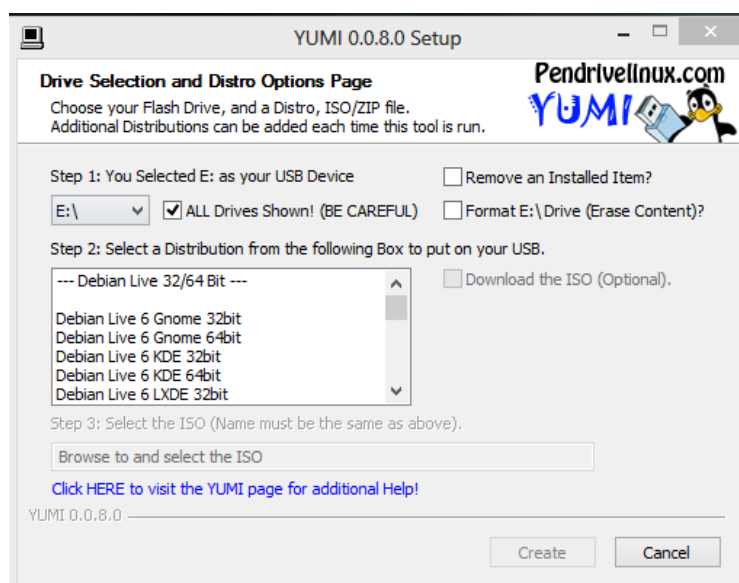 YUMI 0.0.8.0 Setup
Drive Selection and Distro Options Page
Choose your Flash Drive, and a Distro, ISO/ZIP file.
Additional Distributions can be added each time this tool is run.
Pendrivelinux.com
YUMI
Step 1: You Selected E: as your USB Device
Remove an Installed Item?
E:\
ALL Drives Shown! (BE CAREFUL)
Format E:\ Drive (Erase Content)?
Step 2: Select a Distribution from the following Box to put on your USB.
--- Debian Live 32/64 Bit ---
Download the ISO (Optional).
Debian Live 6 Gnome 32bit
Debian Live 6 Gnome 64bit
Debian Live 6 KDE 32bit
Debian Live 6 KDE 64bit
Debian Live 6 LXDE 32bit
Step 3: Select the ISO (Name must be the same as above).
Browse to and select the ISO
Click HERE to visit the YUMI page for additional Help!
YUMI 0.0.8.0
Create
Cancel